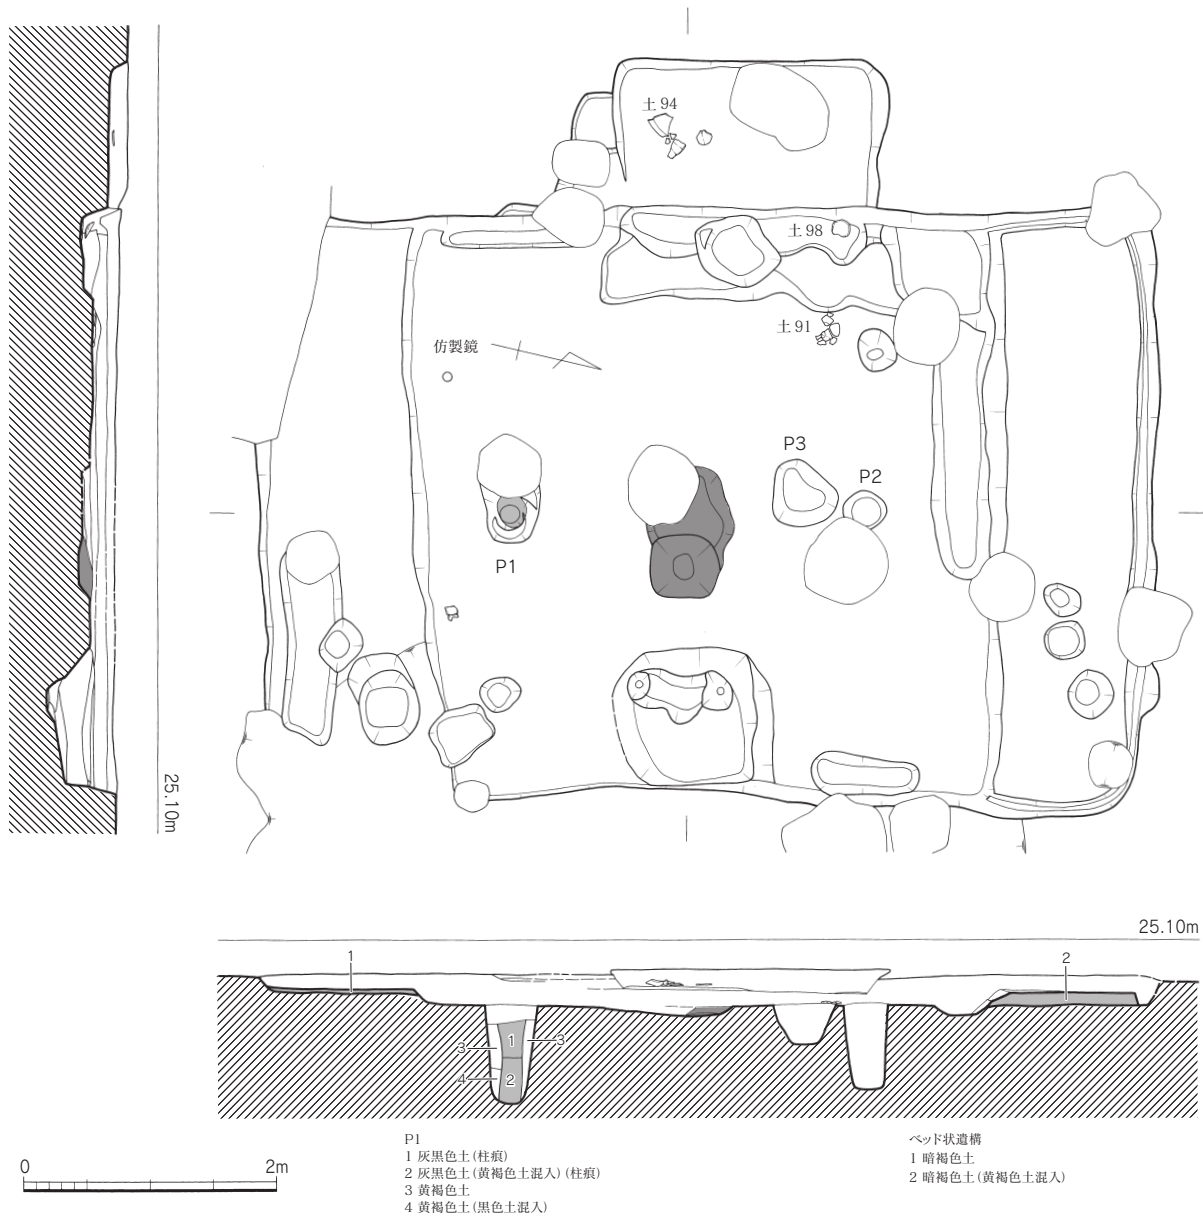 土 94
土 98
土 91
仿製鏡
P3
P2
P1
25.10m
25.10m
1
2
3
1
3
4
2
0
2m
P1
1 灰黒色土 (柱痕)
2 灰黒色土 (黄褐色土混入) (柱痕)
3 黄褐色土
4 黄褐色土 (黒色土混入)
ベッド状遺構
1 暗褐色土
2 暗褐色土 (黄褐色土混入)